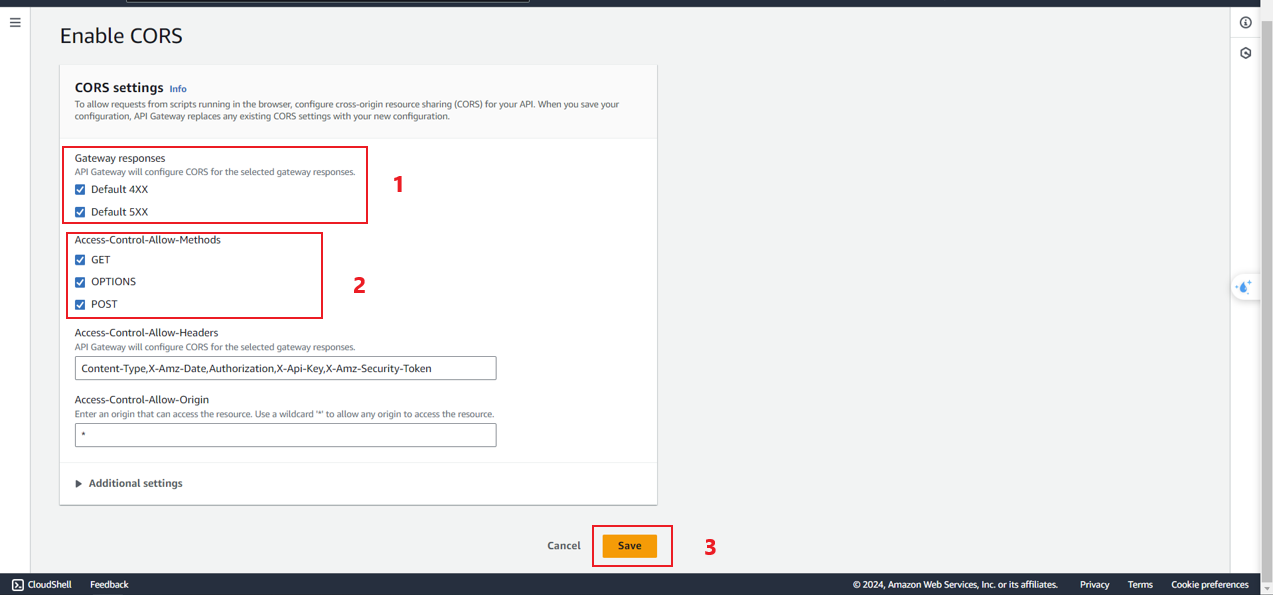 Enable CORS
CORS settings Info
To allow requests from scripts running in the browser, configure cross-origin resource sharing (CORS) for your API. When you save your
configuration, API Gateway replaces any existing CORS settings with your new configuration.
Gateway responses
API Gateway will configure CORS for the selected gateway responses.
Default 4XX
Default 5XX
1
Access-Control-Allow-Methods
GET
OPTIONS
POST
2
Access-Control-Allow-Headers
API Gateway will configure CORS for the selected gateway responses.
Content-Type,X-Amz-Date,Authorization,X-Api-Key,X-Amz-Security-Token
Access-Control-Allow-Origin
Enter an origin that can access the resource. Use a wildcard '*' to allow any origin to access the resource.
*
Additional settings
Cancel Save 3
CloudShell Feedback © 2024, Amazon Web Services, Inc. or its affiliates. Privacy Terms Cookie preferences